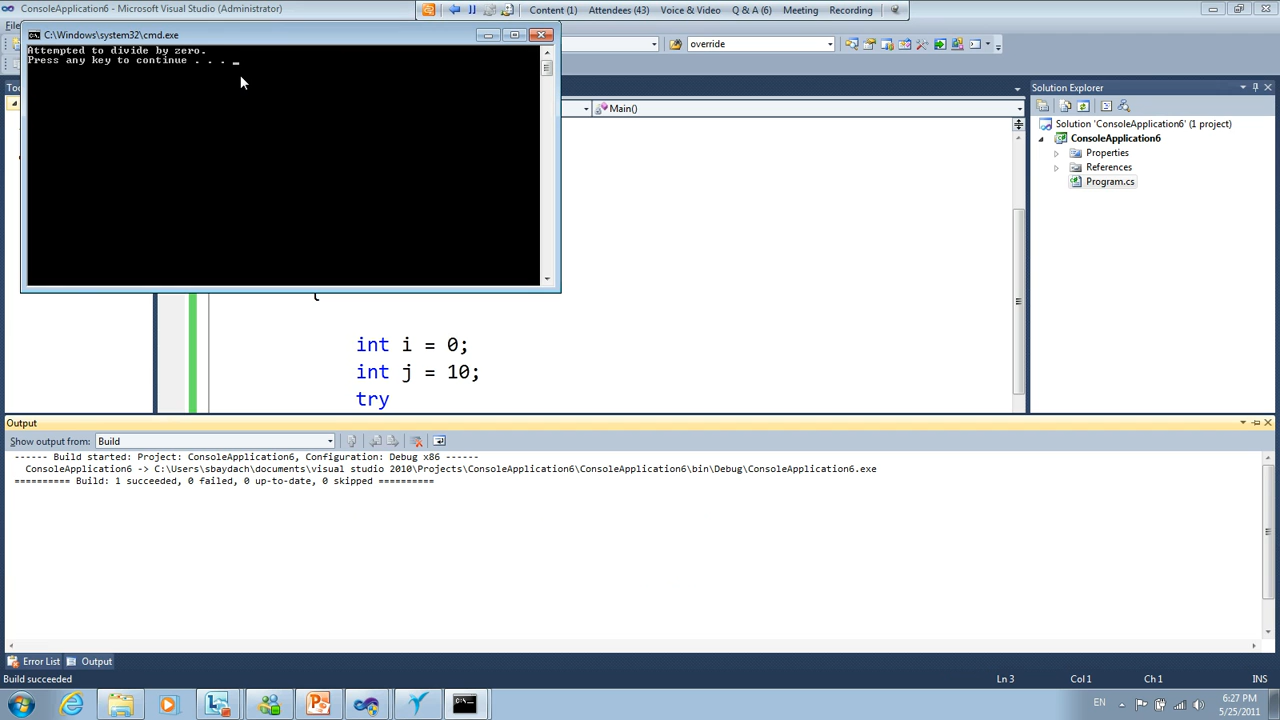 ConsoleApplication6 - Microsoft Visual Studio (Administrator)
Content (1)
Attendees (43)
Voice & Video
Q & A (6)
Meeting
Recording
C:\Windows\system32\cmd.exe
Attempted to divide by zero.
Press any key to continue . . . _
override
Main()
Solution Explorer
Solution 'ConsoleApplication6' (1 project)
ConsoleApplication6
Properties
References
Program.cs
int i = 0;
int j = 10;
try
Output
Show output from: Build
------ Build started: Project: ConsoleApplication6, Configuration: Debug x86 ------
ConsoleApplication6 -> C:\Users\sbaydach\documents\visual studio 2010\Projects\ConsoleApplication6\ConsoleApplication6\bin\Debug\ConsoleApplication6.exe
========== Build: 1 succeeded, 0 failed, 0 up-to-date, 0 skipped ==========
Error List
Output
Build succeeded
Ln 3
Col 1
Ch 1
INS
EN
6:27 PM
5/25/2011